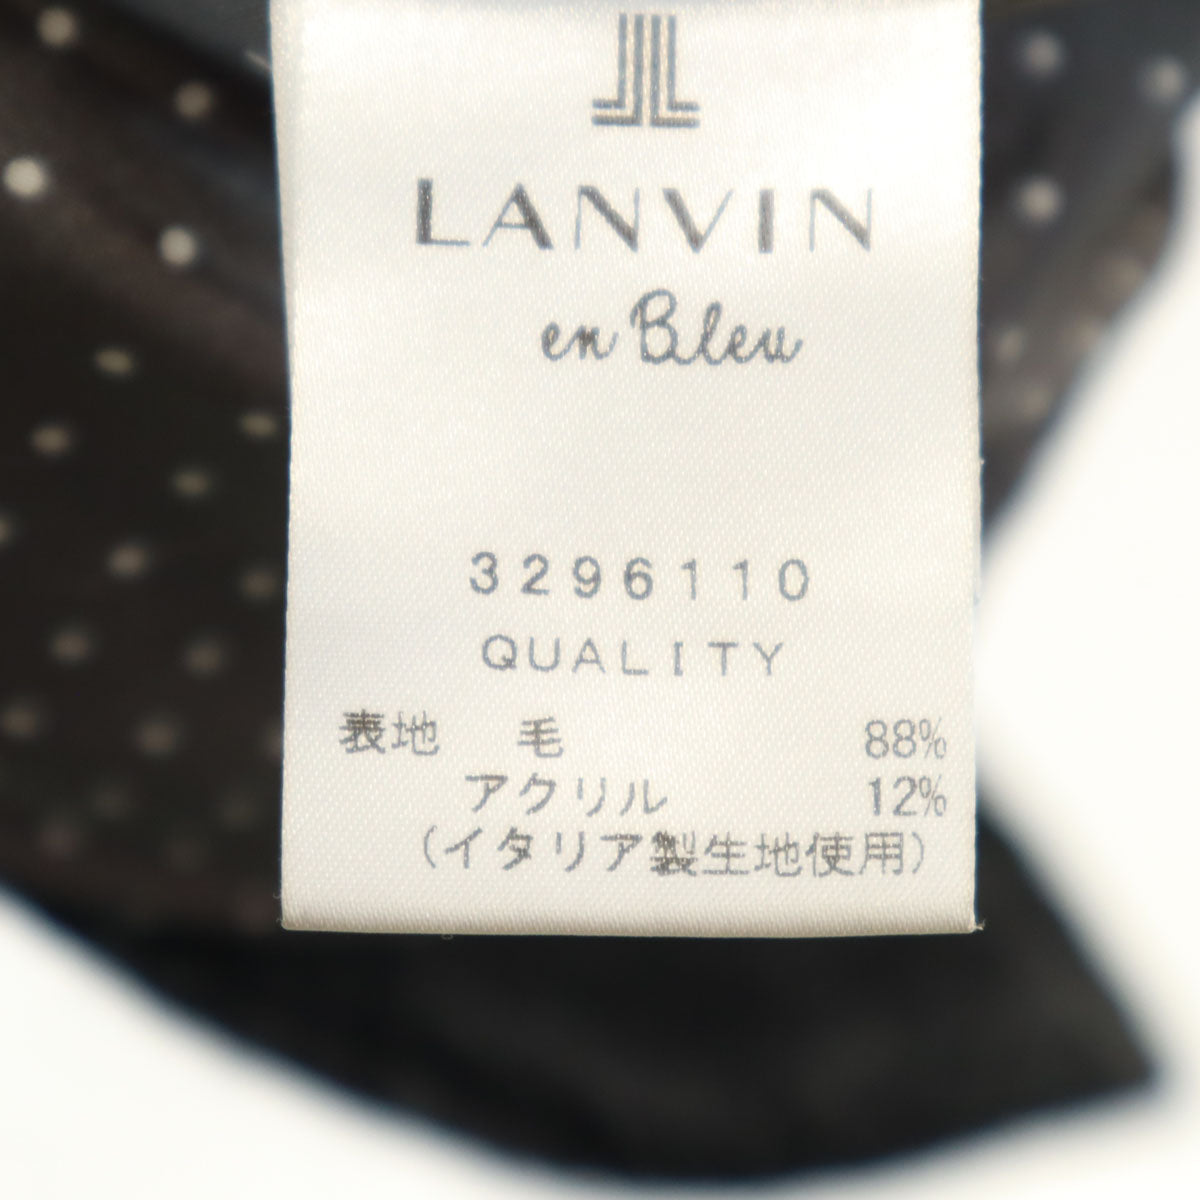 LANVIN
en Bleu
3296110
QUALITY
表地 毛 88%
アクリル 12%
(イタリア製生地使用)